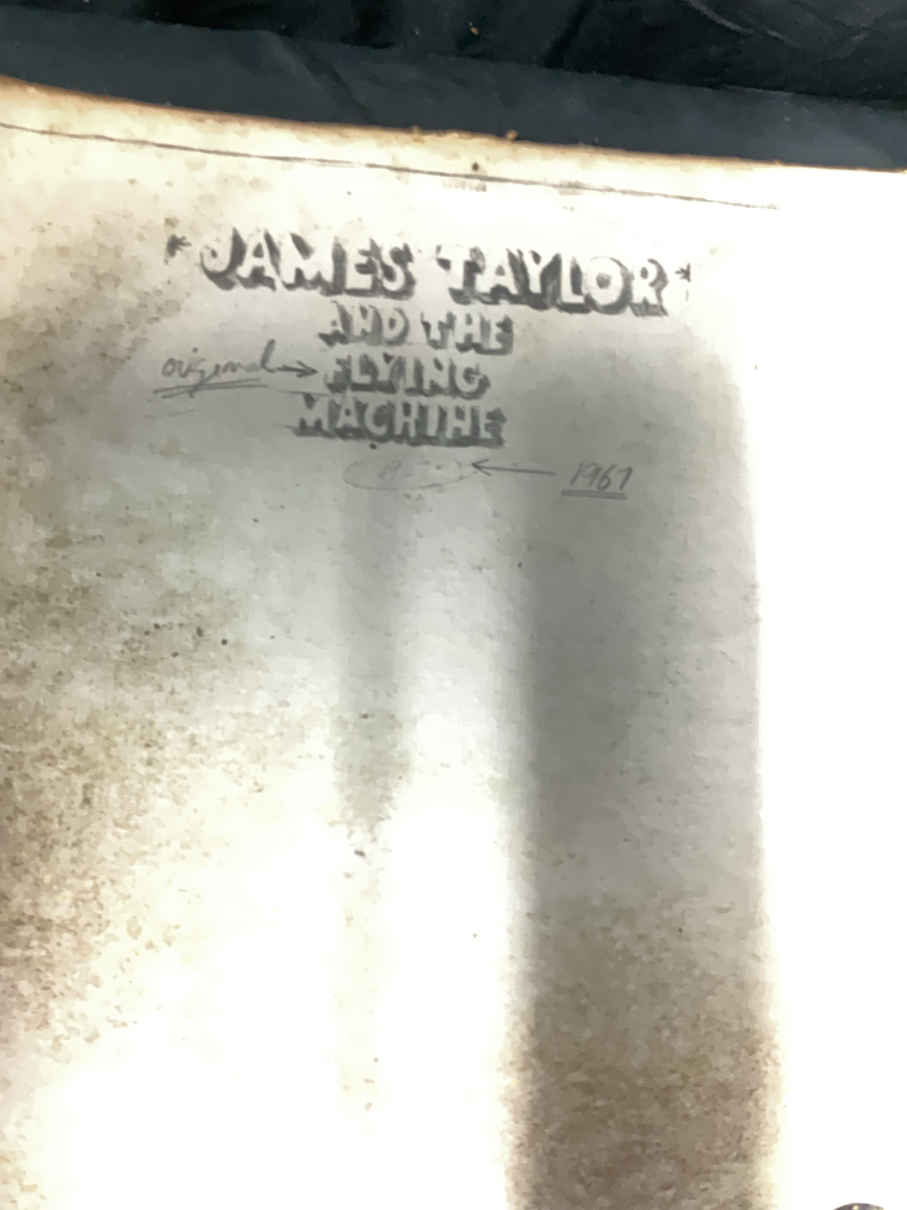 JAMES TAYLOR
AND THE
original → FLYING
MACHINE
← 1967